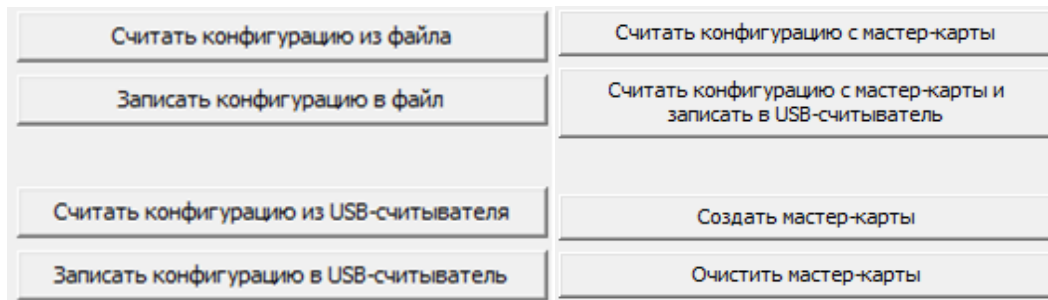 Считать конфигурацию из файла
Записать конфигурацию в файл
Считать конфигурацию из USB-считывателя
Записать конфигурацию в USB-считыватель
Считать конфигурацию с мастер-карты
Считать конфигурацию с мастер-карты и
записать в USB-считыватель
Создать мастер-карты
Очистить мастер-карты